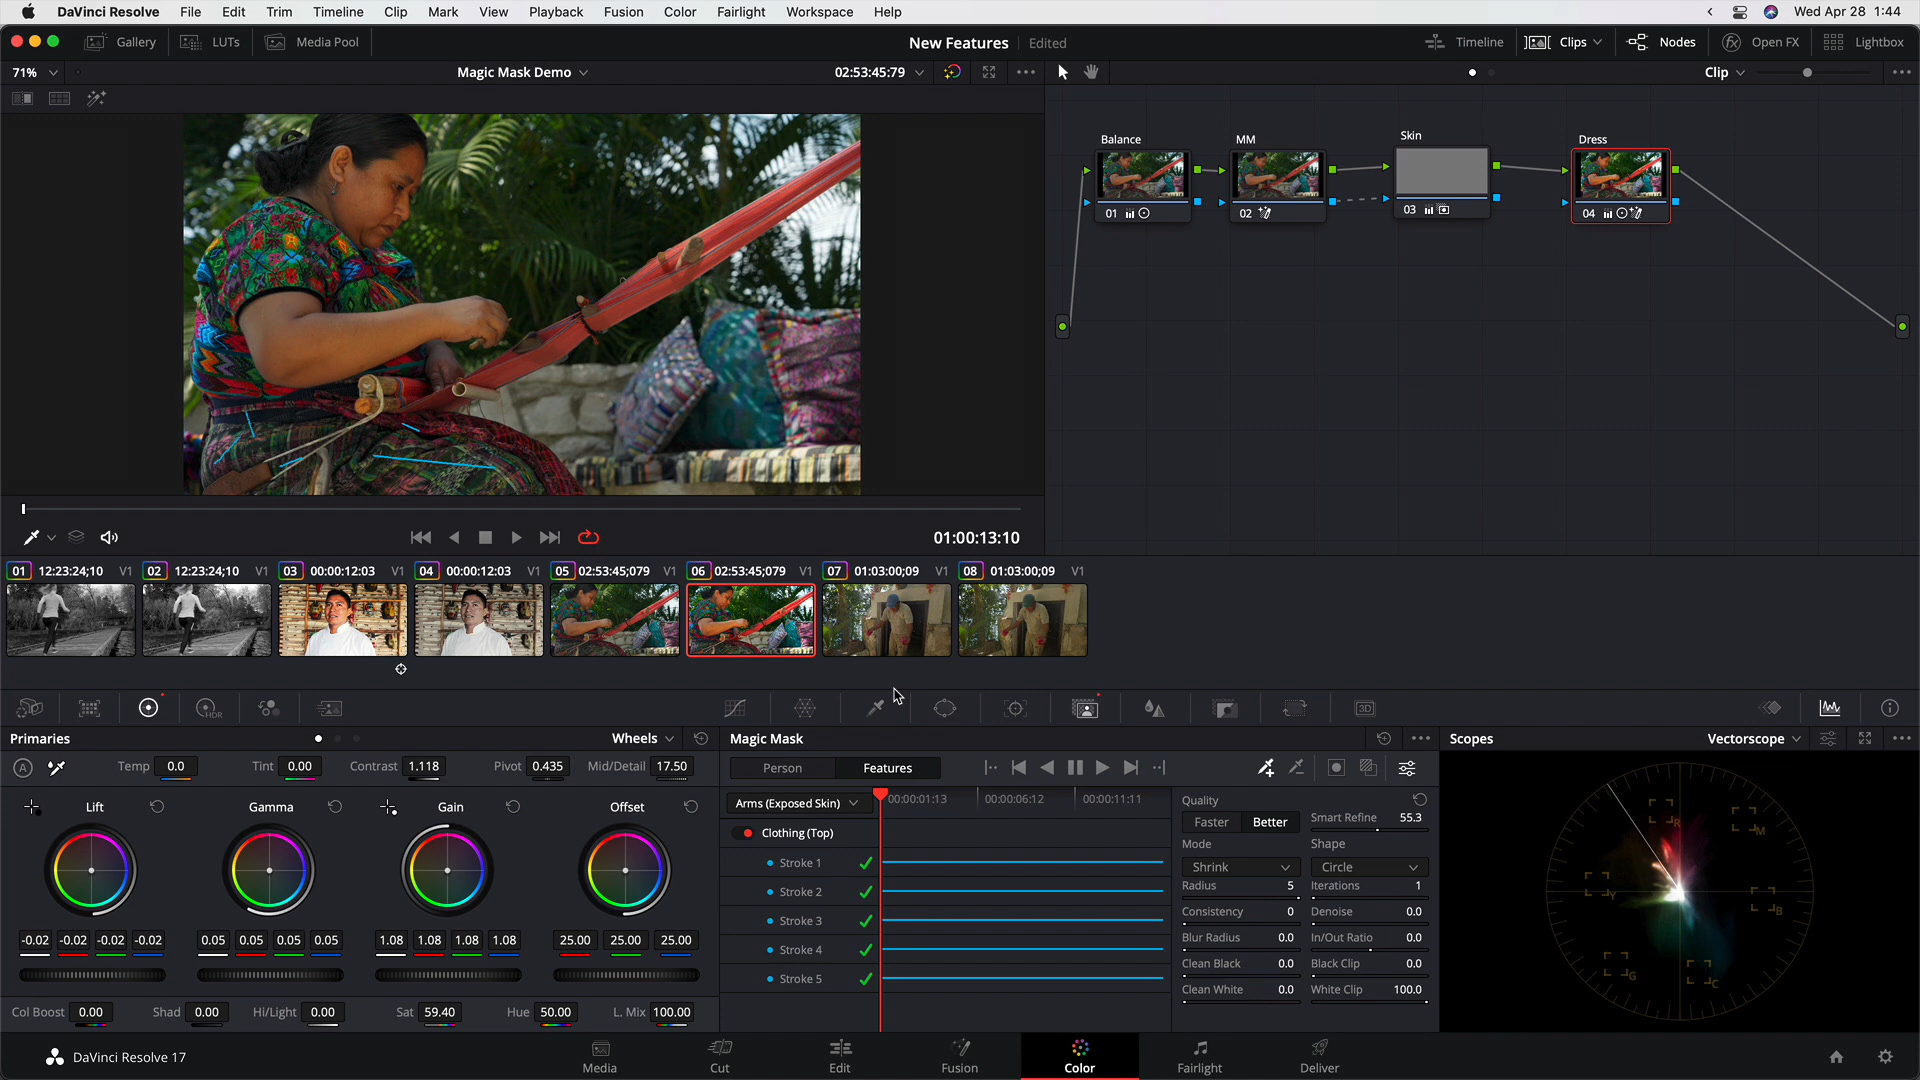 DaVinci Resolve File Edit Trim Timeline Clip Mark View Playback Fusion Color Fairlight Workspace Help Wed Apr 28 1:44
Gallery LUTs Media Pool New Features Edited Timeline Clips Nodes Open FX Lightbox
71% Magic Mask Demo 02:53:45:79 Clip
Balance MM Skin Dress
01 02 03 04
01:00:13:10
01 12:23:24;10 V1 02 12:23:24;10 V1 03 00:00:12:03 V1 04 00:00:12:03 V1 05 02:53:45;079 V1 06 02:53:45;079 V1 07 01:03:00;09 V1 08 01:03:00;09 V1
HDR 3D
Primaries Wheels Magic Mask Scopes Vectorscope
A Temp 0.0 Tint 0.00 Contrast 1.118 Pivot 0.435 Mid/Detail 17.50 Person Features
Lift Gamma Gain Offset
Arms (Exposed Skin) 00:00:01:13 00:00:06:12 00:00:11:11
Clothing (Top)
Stroke 1
Stroke 2
Stroke 3
Stroke 4
Stroke 5
Quality
Faster Better Smart Refine 55.3
Mode Shape
Shrink Circle
Radius 5 Iterations 1
Consistency 0 Denoise 0.0
Blur Radius 0.0 In/Out Ratio 0.0
Clean Black 0.0 Black Clip 0.0
Clean White 0.0 White Clip 100.0
R M
Y B
G C
-0.02 -0.02 -0.02 -0.02 0.05 0.05 0.05 0.05 1.08 1.08 1.08 1.08 25.00 25.00 25.00
Col Boost 0.00 Shad 0.00 Hi/Light 0.00 Sat 59.40 Hue 50.00 L. Mix 100.00
DaVinci Resolve 17 Media Cut Edit Fusion Color Fairlight Deliver